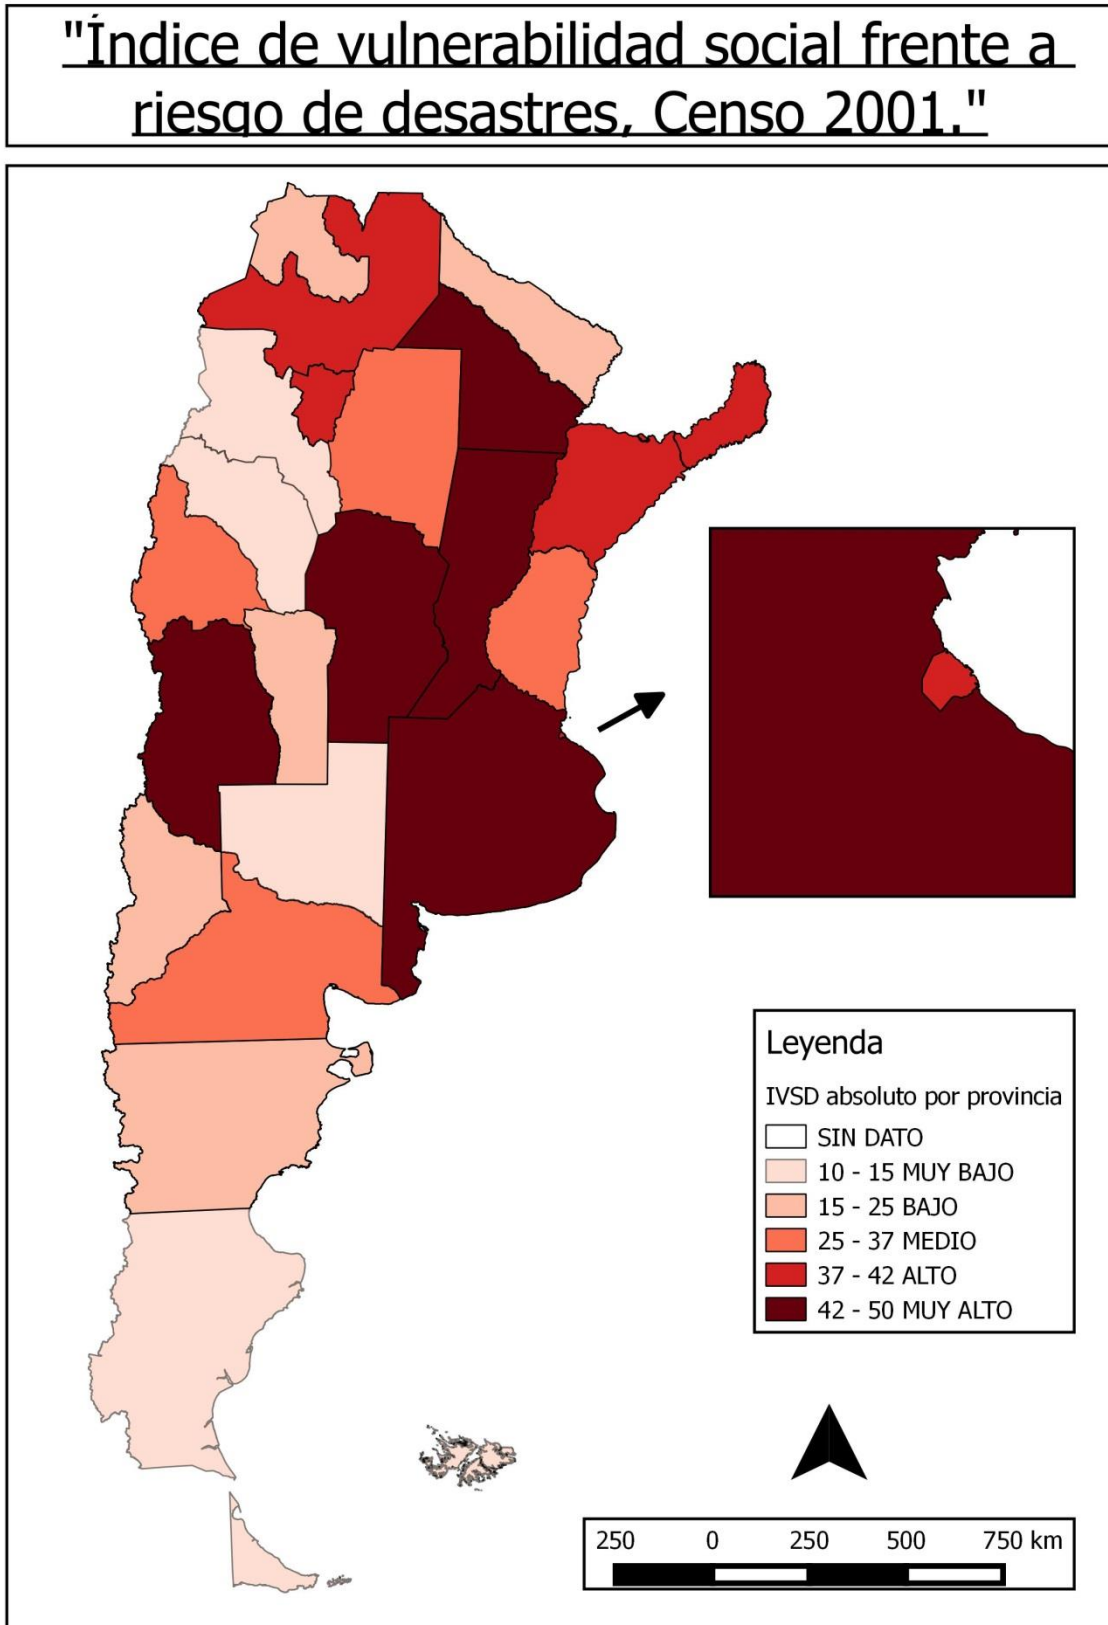 "Índice de vulnerabilidad social frente a
riesgo de desastres, Censo 2001."
Leyenda
IVSD absoluto por provincia
SIN DATO
10 - 15 MUY BAJO
15 - 25 BAJO
25 - 37 MEDIO
37 - 42 ALTO
42 - 50 MUY ALTO
250 0 250 500 750 km